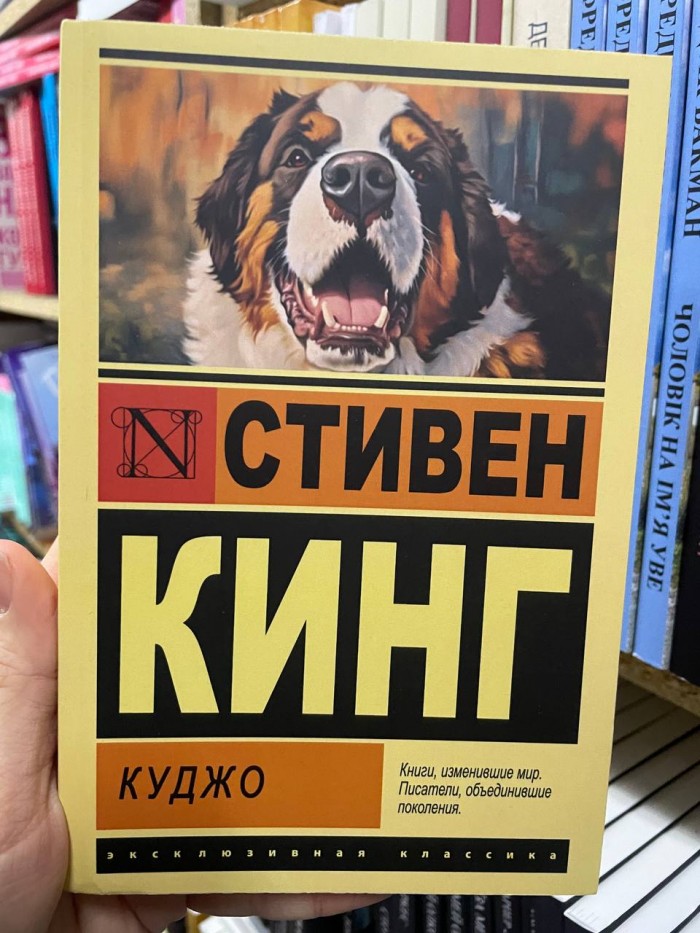 N
СТИВЕН
КИНГ
КУДЖО
Книги, изменившие мир.
Писатели, объединившие
поколения.
эксклюзивная классика
ЧОЛОВІК НА ІМ'Я УВЕ